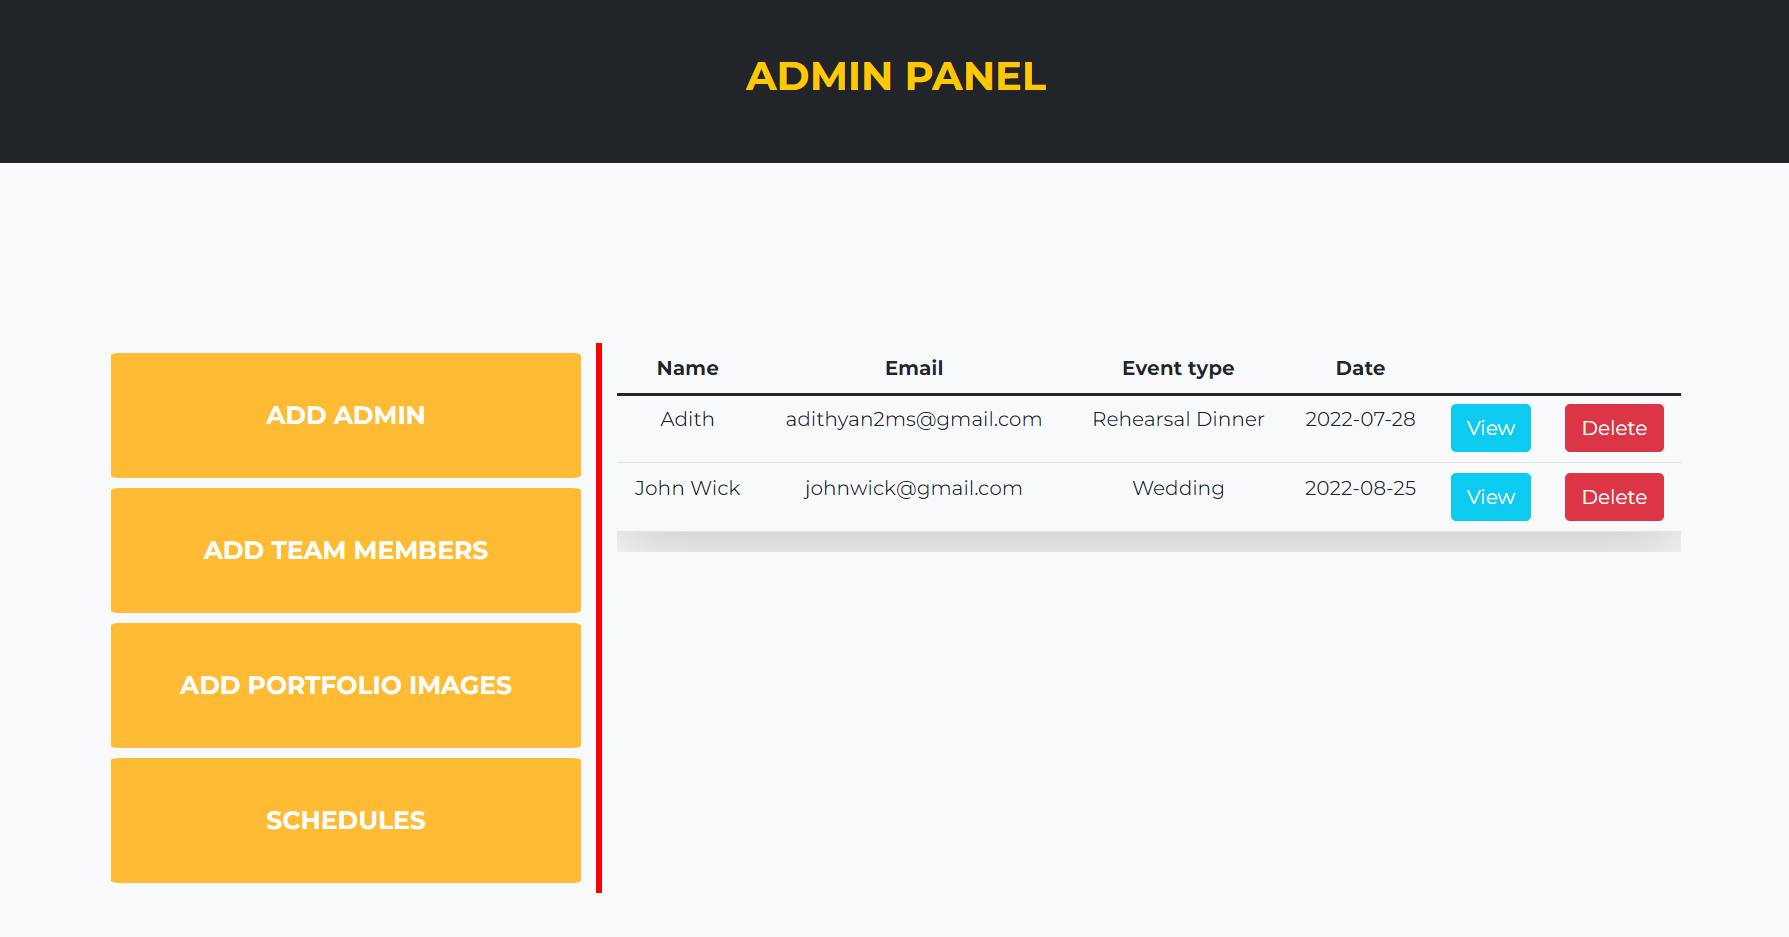 ADMIN PANEL
ADD ADMIN
ADD TEAM MEMBERS
ADD PORTFOLIO IMAGES
SCHEDULES
Name Email Event type Date
Adith adithyan2ms@gmail.com Rehearsal Dinner 2022-07-28 View Delete
John Wick johnwick@gmail.com Wedding 2022-08-25 View Delete